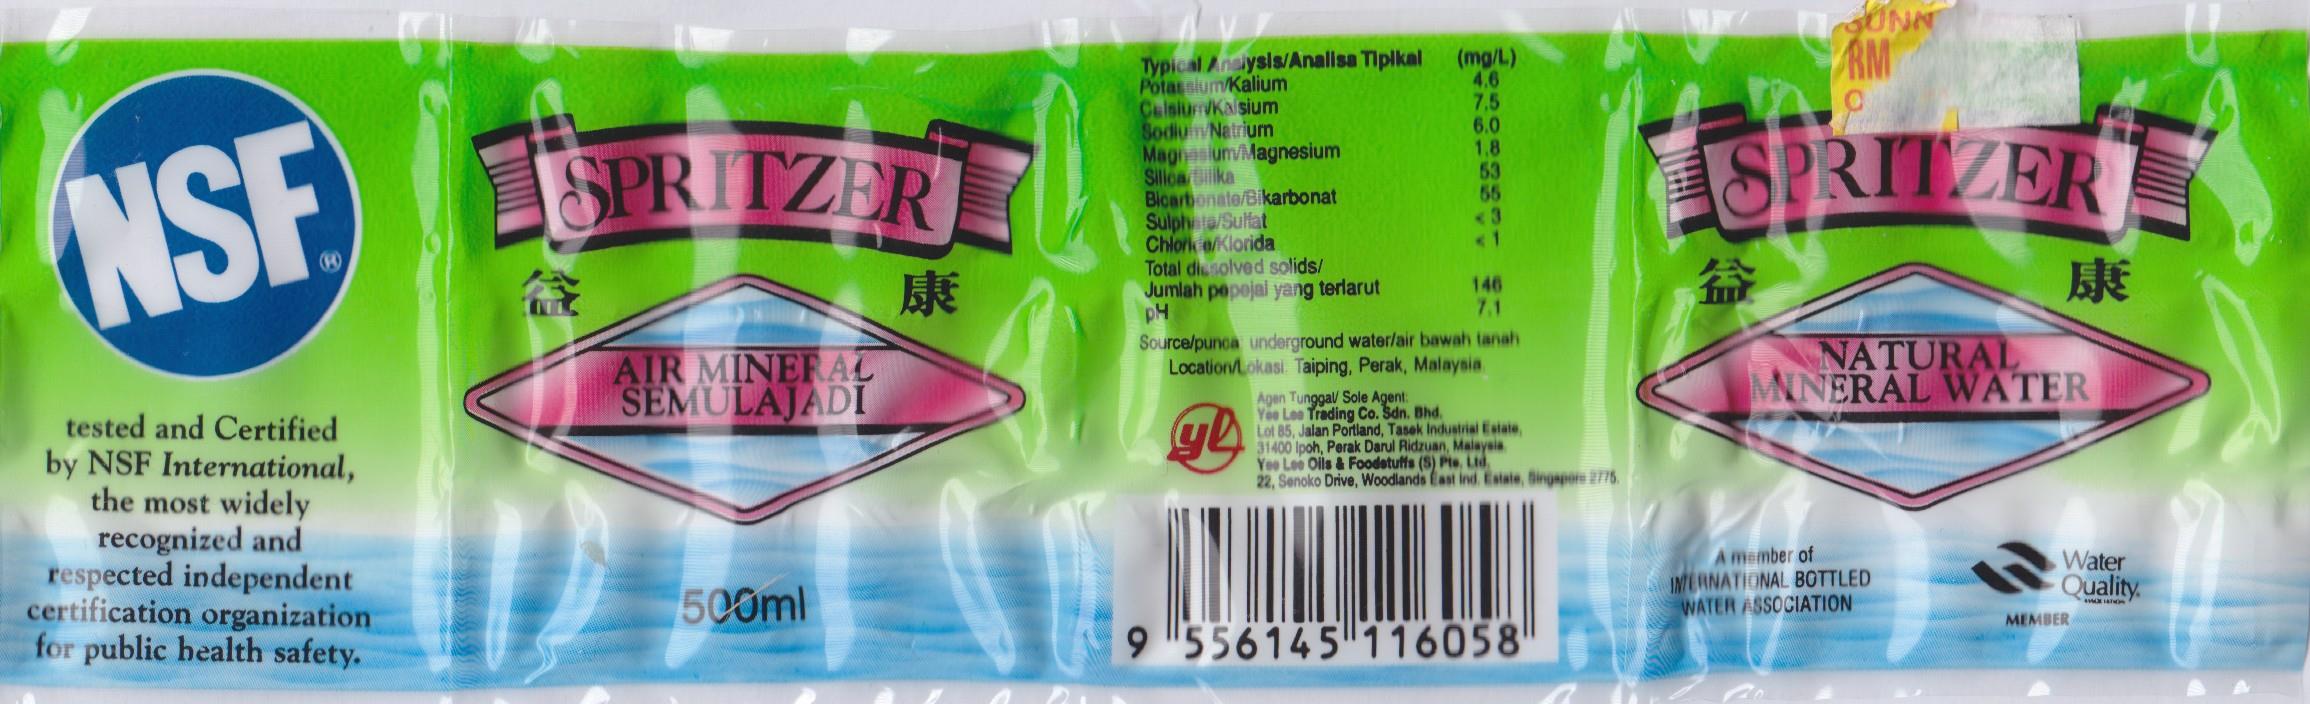 NSF®
tested and Certified
by NSF International,
the most widely
recognized and
respected independent
certification organization
for public health safety.
SPRITZER
益 康
AIR MINERAL
SEMULAJADI
500ml
Typical Analysis/Analisa Tipikal (mg/L)
Potassium/Kalium 4.6
Calsium/Kalsium 7.5
Sodium/Natrium 6.0
Magnesium/Magnesium 1.8
Silica/Silika 53
Bicarbonate/Bikarbonat 55
Sulphate/Sulfat < 3
Chloride/Klorida < 1
Total dissolved solids/
Jumlah pepejal yang terlarut 146
pH 7.1
Source/punca: underground water/air bawah tanah
Location/Lokasi: Taiping, Perak, Malaysia.
yl
Agen Tunggal/ Sole Agent:
Yee Lee Trading Co. Sdn. Bhd.
Lot 85, Jalan Portland, Tasek Industrial Estate,
31400 Ipoh, Perak Darul Ridzuan, Malaysia.
Yee Lee Oils & Foodstuffs (S) Pte. Ltd.
22, Senoko Drive, Woodlands East Ind. Estate, Singapore 2775.
9 556145 116058
SUNN
RM
SPRITZER
益 康
NATURAL
MINERAL WATER
A member of
INTERNATIONAL BOTTLED
WATER ASSOCIATION
Water
Quality
MEMBER